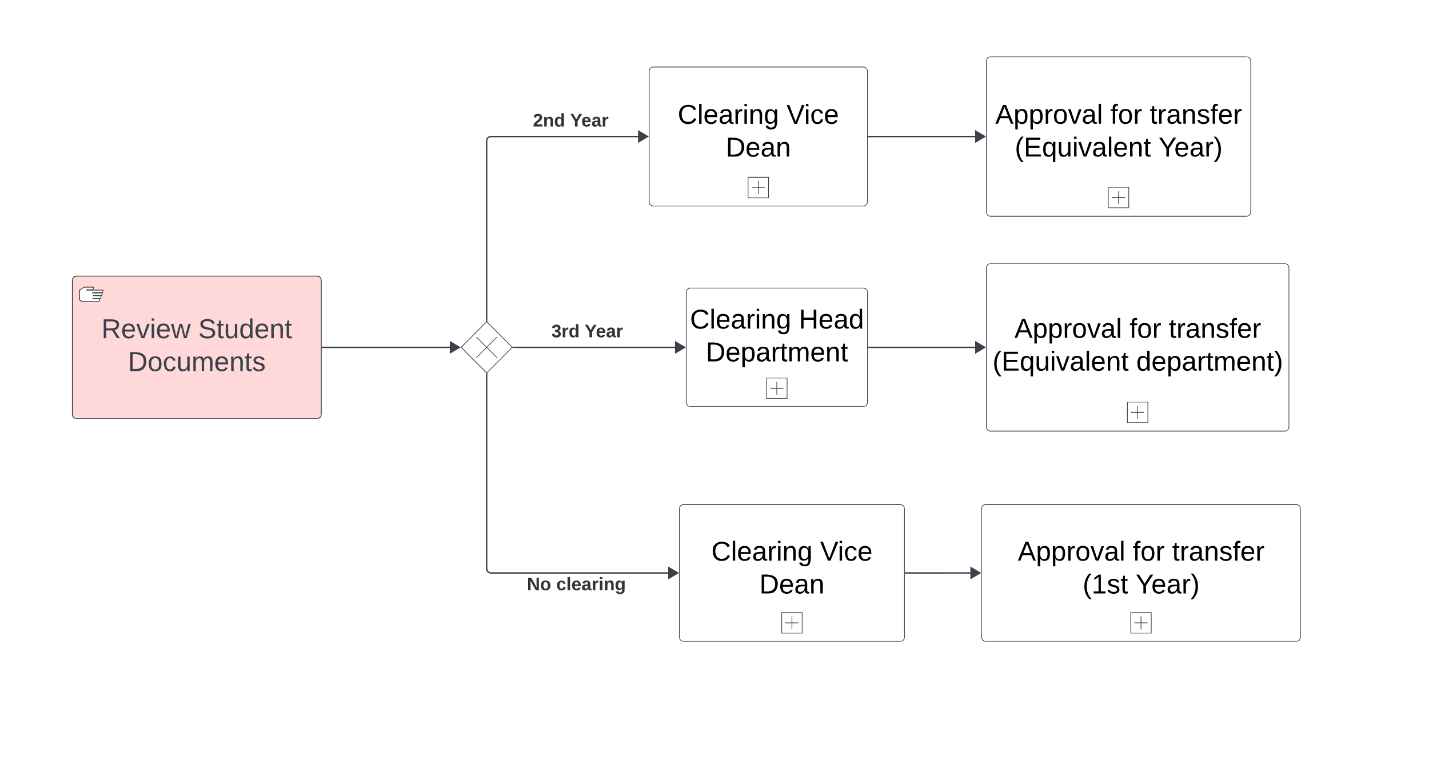 2nd Year
Clearing Vice
Dean
Approval for transfer
(Equivalent Year)
Review Student
Documents
3rd Year
Clearing Head
Department
Approval for transfer
(Equivalent department)
No clearing
Clearing Vice
Dean
Approval for transfer
(1st Year)